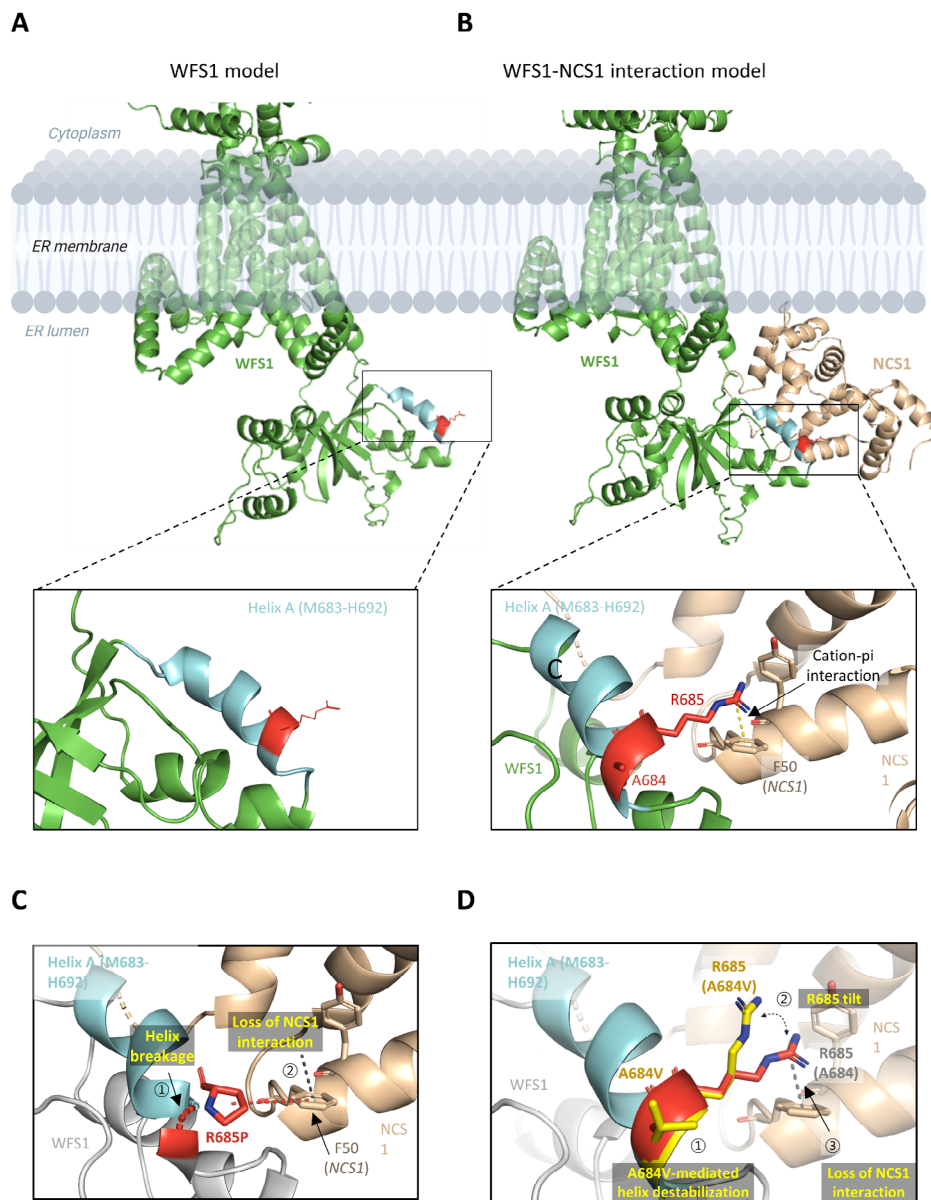 A
B
WFS1 model
WFS1-NCS1 interaction model
Cytoplasm
ER membrane
ER lumen
WFS1
WFS1
NCS1
Helix A (M683-H692)
Helix A (M683-H692)
C
Cation-pi
interaction
R685
A684
WFS1
F50
(NCS1)
NCS
1
C
D
Helix A (M683-
H692)
Helix
breakage
①
Loss of NCS1
interaction
②
R685P
WFS1
F50
(NCS1)
NCS
1
Helix A (M683-
H692)
R685
(A684V)
②
R685 tilt
NCS
1
R685
(A684)
A684V
WFS1
①
③
A684V-mediated
helix destabilization
Loss of NCS1
interaction